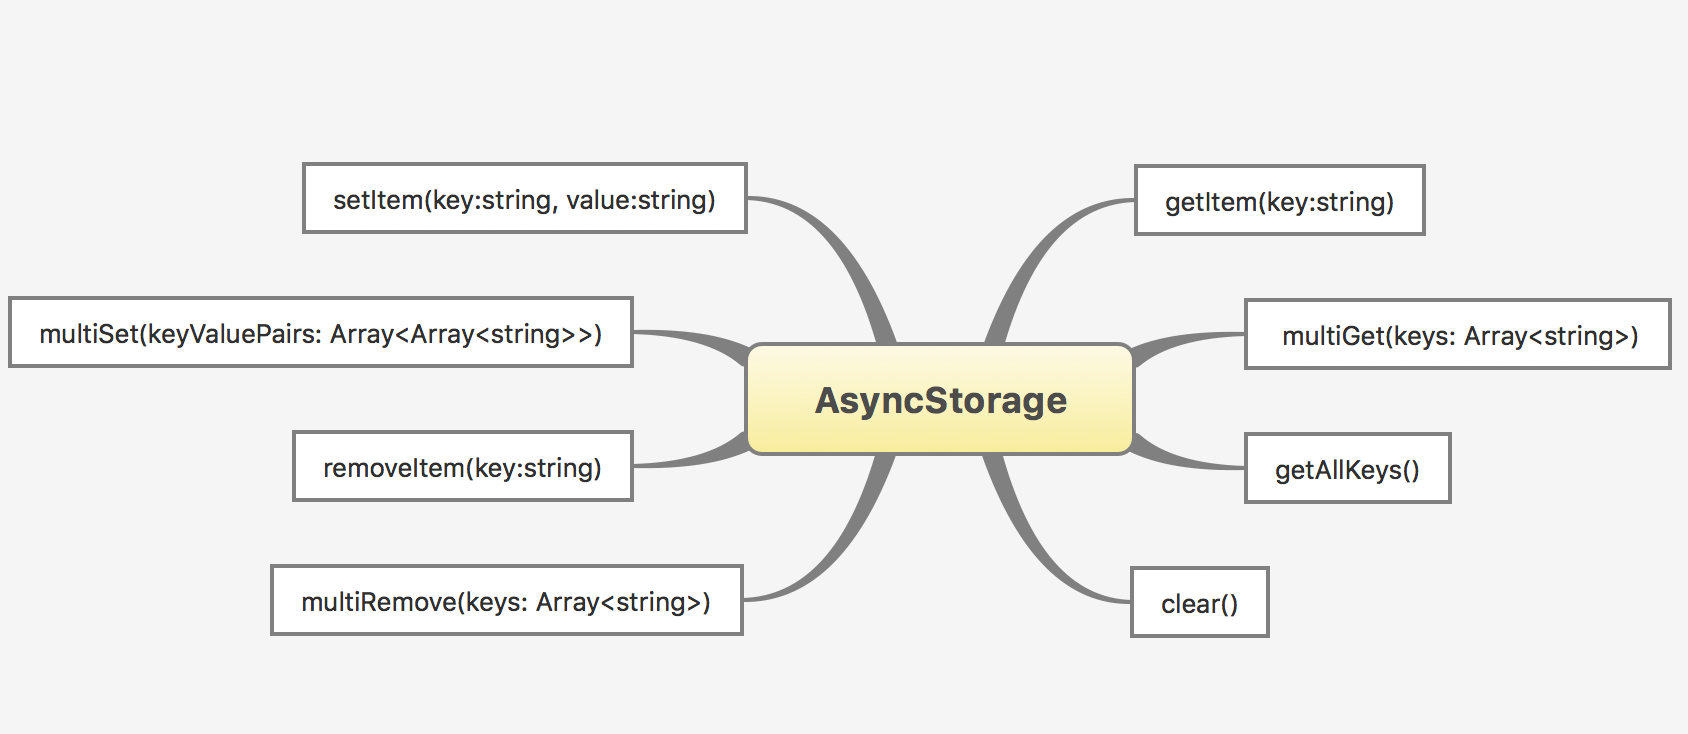 setItem(key:string, value:string)
getItem(key:string)
multiSet(keyValuePairs: Array<Array<string>>)
multiGet(keys: Array<string>)
AsyncStorage
removeItem(key:string)
getAllKeys()
multiRemove(keys: Array<string>)
clear()